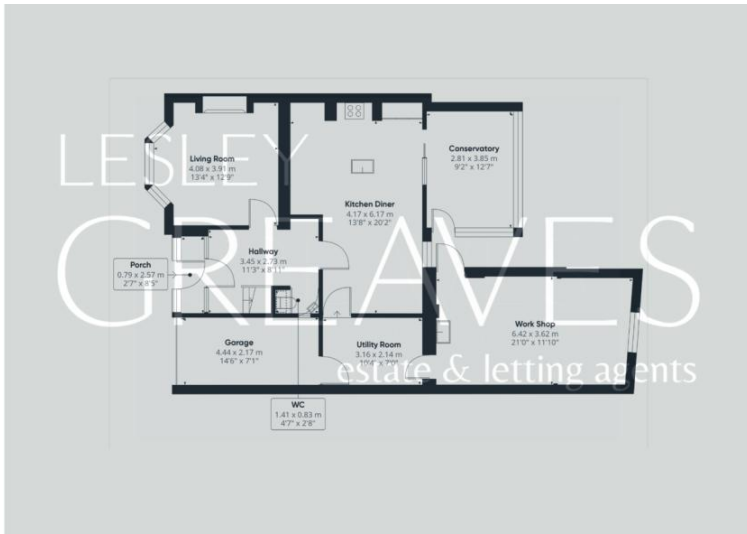 LESLEY
GREAVES
estate & letting agents
Living Room
4.08 x 3.91 m
13'4" x 12'9"
Conservatory
2.81 x 3.85 m
9'2" x 12'7"
Kitchen Diner
4.17 x 6.17 m
13'8" x 20'2"
Hallway
3.45 x 2.73 m
11'3" x 8'11"
Porch
0.79 x 2.57 m
2'7" x 8'5"
Garage
4.44 x 2.17 m
14'6" x 7'1"
Utility Room
3.16 x 2.14 m
10'4" x 7'0"
Work Shop
6.42 x 3.62 m
21'0" x 11'10"
WC
1.41 x 0.83 m
4'7" x 2'8"